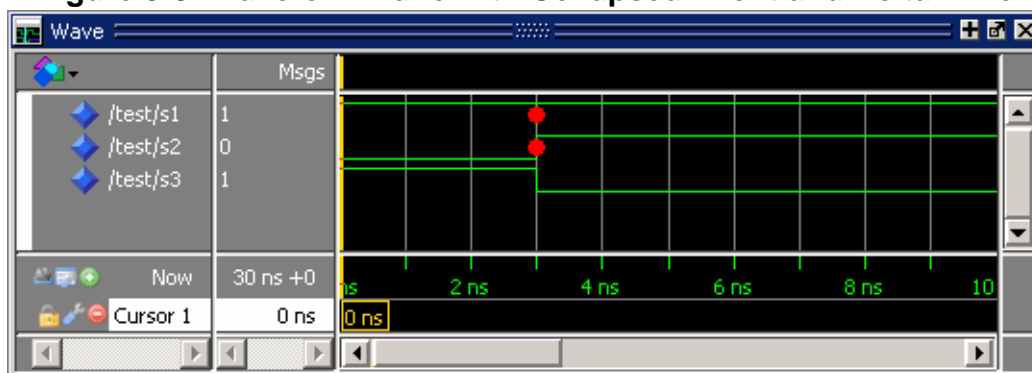 Wave
Msgs
/test/s1 1
/test/s2 0
/test/s3 1
Now 30 ns +0
ns 2 ns 4 ns 6 ns 8 ns 10
Cursor 1 0 ns 0 ns